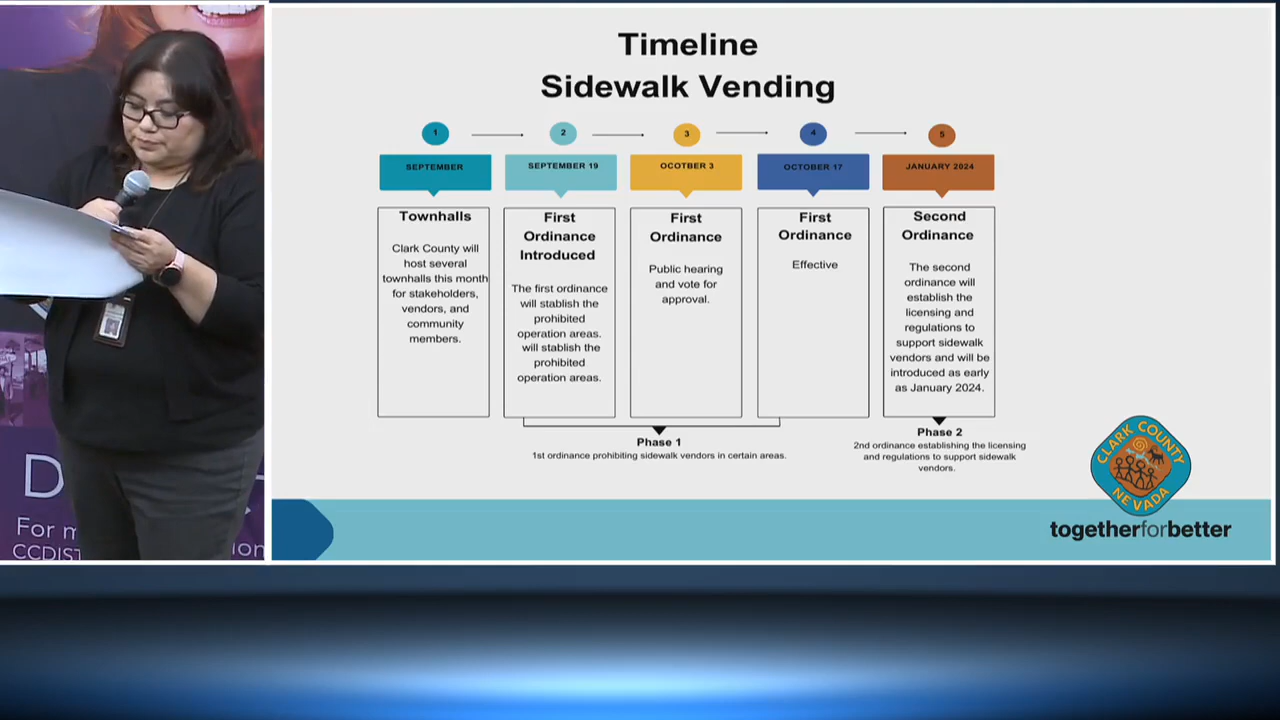 Timeline
Sidewalk Vending
1
2
3
4
5
SEPTEMBER
SEPTEMBER 19
OCOTBER 3
OCTOBER 17
JANUARY 2024
Townhalls
Clark County will
host several
townhalls this month
for stakeholders,
vendors, and
community
members.
First
Ordinance
Introduced
The first ordinance
will stablish the
prohibited
operation areas.
will stablish the
prohibited
operation areas.
First
Ordinance
Public hearing
and vote for
approval.
First
Ordinance
Effective
Second
Ordinance
The second
ordinance will
establish the
licensing and
regulations to
support sidewalk
vendors and will be
introduced as early
as January 2024.
Phase 1
1st ordinance prohibiting sidewalk vendors in certain areas.
Phase 2
2nd ordinance establishing the licensing
and regulations to support sidewalk
vendors.
CLARK COUNTY
NEVADA
togetherforbetter
D
For m
CCDIST
ion